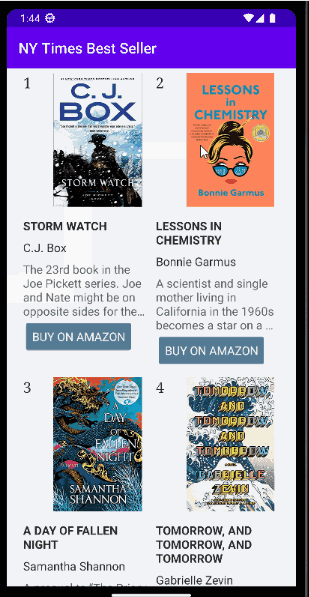 1:44
NY Times Best Seller
1
C. J.
BOX
STORM WATCH
STORM WATCH
C.J. Box
The 23rd book in the
Joe Pickett series. Joe
and Nate might be on
opposite sides for the...
BUY ON AMAZON
2
LESSONS
in
CHEMISTRY
Bonnie Garmus
LESSONS IN
CHEMISTRY
Bonnie Garmus
A scientist and single
mother living in
California in the 1960s
becomes a star on a ...
BUY ON AMAZON
3
A
DAY
OF
FALLEN
NIGHT
SAMANTHA
SHANNON
A DAY OF FALLEN
NIGHT
Samantha Shannon
4
TOMORROW
AND
TOMORROW
AND
TOMORROW
GABRIELLE
ZEVIN
TOMORROW, AND
TOMORROW, AND
TOMORROW
Gabrielle Zevin